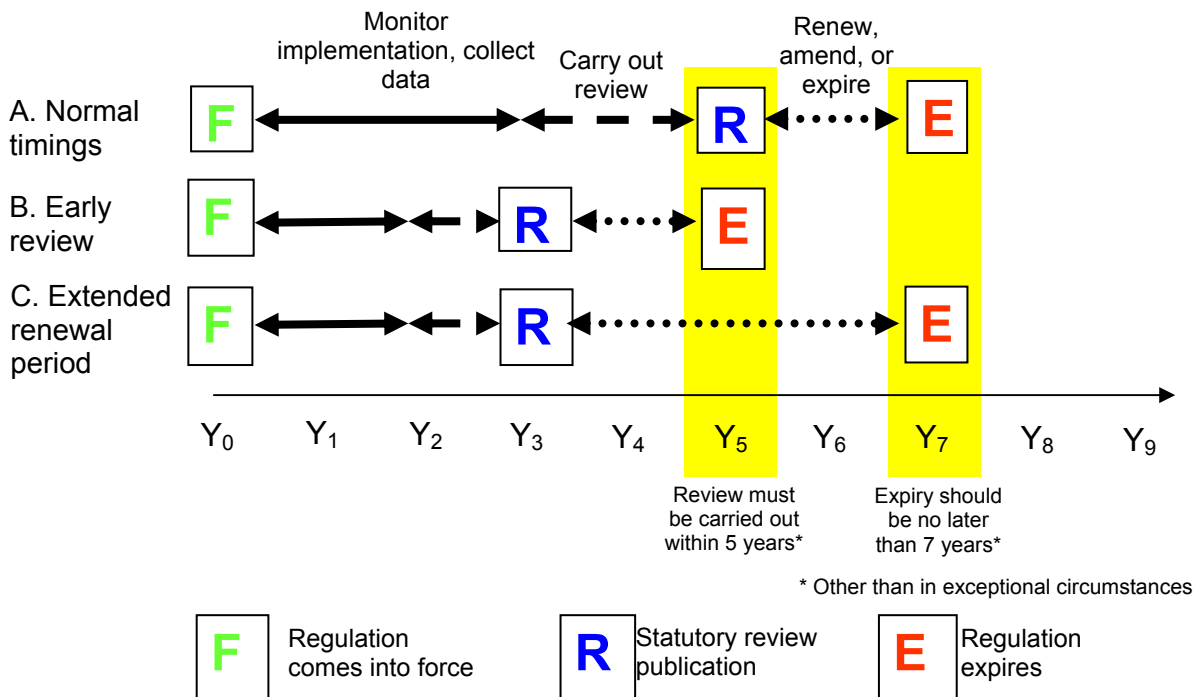 Monitor
implementation, collect
data
Carry out
review
Renew,
amend, or
expire
A. Normal
timings
F
R
E
B. Early
review
F
R
E
C. Extended
renewal
period
F
R
E
Y0 Y1 Y2 Y3 Y4 Y5 Y6 Y7 Y8 Y9
Review must
be carried out
within 5 years*
Expiry should
be no later
than 7 years*
* Other than in exceptional circumstances
F
Regulation
comes into force
R
Statutory review
publication
E
Regulation
expires